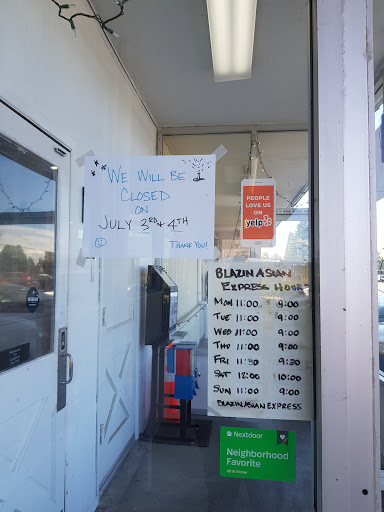 WE WILL BE
CLOSED
ON
JULY 3RD & 4TH
THANK YOU!
PEOPLE
LOVE US
ON
yelp
BLAZIN ASIAN
EXPRESS HOUR
MON 11:00 9:00
TUE 11:00 9:00
WED 11:00 9:00
THU 11:00 9:00
FRI 11:30 9:30
SAT 12:00 10:00
SUN 11:00 9:00
BLAZIN ASIAN EXPRESS
Nextdoor
Neighborhood
Favorite